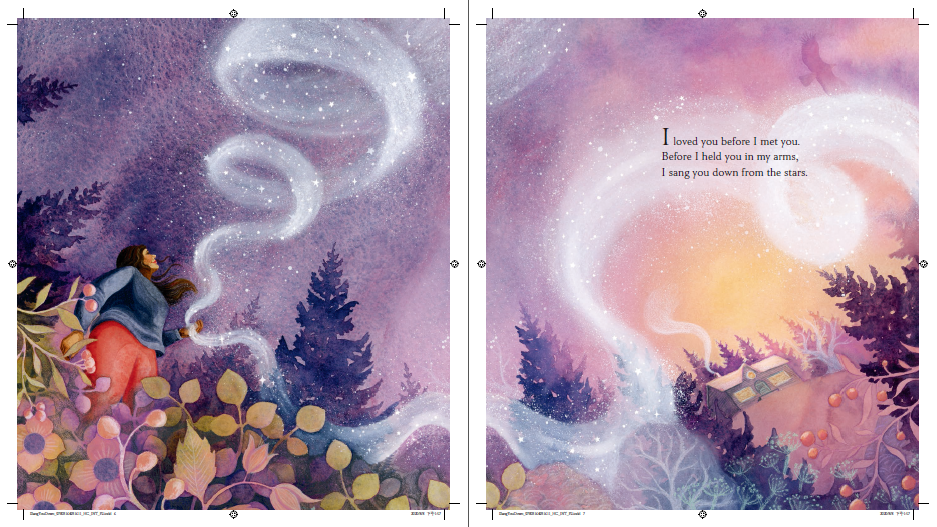 I loved you before I met you.
Before I held you in my arms,
I sang you down from the stars.